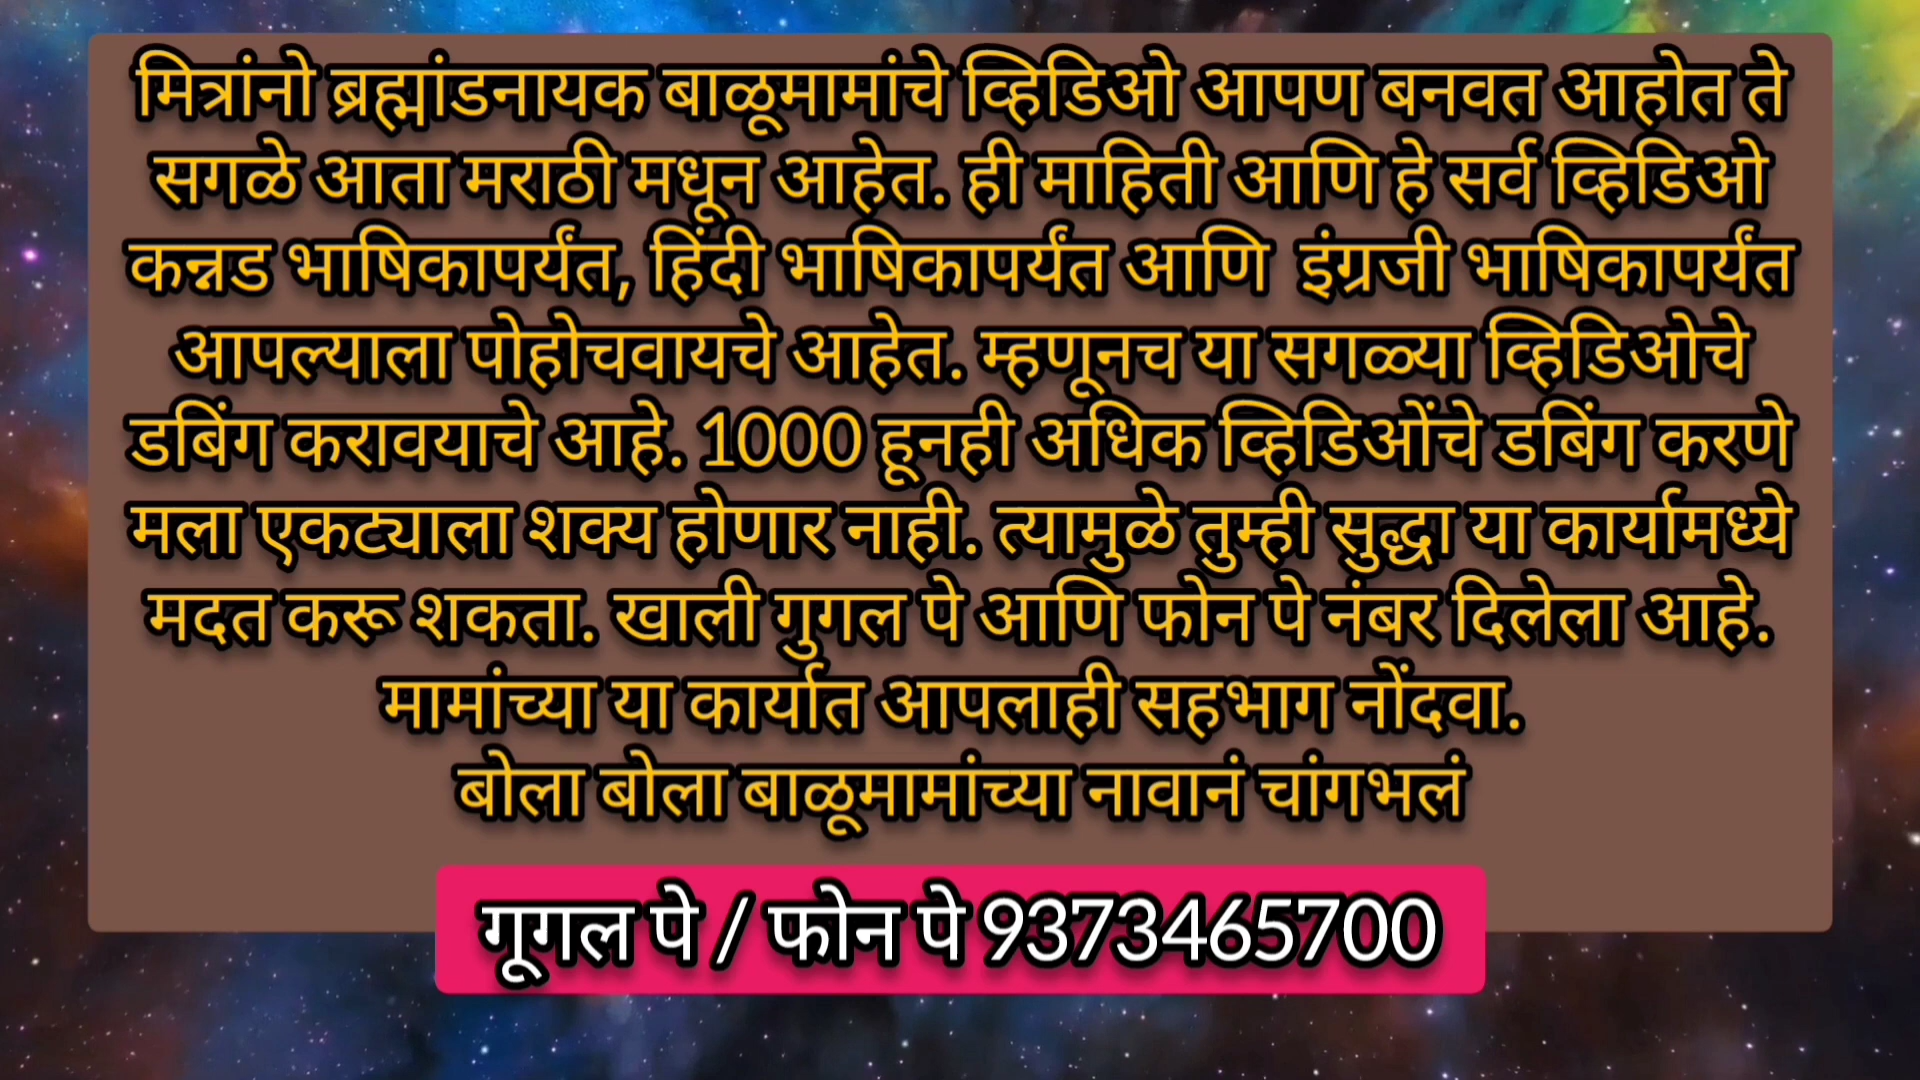 मित्रांनो ब्रह्मांडनायक बाळूमामांचे व्हिडिओ आपण बनवत आहोत ते
सगळे आता मराठी मधून आहेत. ही माहिती आणि हे सर्व व्हिडिओ
कन्नड भाषिकापर्यंत, हिंदी भाषिकापर्यंत आणि इंग्रजी भाषिकापर्यंत
आपल्याला पोहोचवायचे आहेत. म्हणूनच या सगळ्या व्हिडिओचे
डबिंग करावयाचे आहे. 1000 हूनही अधिक व्हिडिओंचे डबिंग करणे
मला एकट्याला शक्य होणार नाही. त्यामुळे तुम्ही सुद्धा या कार्यामध्ये
मदत करू शकता. खाली गुगल पे आणि फोन पे नंबर दिलेला आहे.
मामांच्या या कार्यात आपलाही सहभाग नोंदवा.
बोला बोला बाळूमामांच्या नावानं चांगभलं
गूगल पे / फोन पे 9373465700